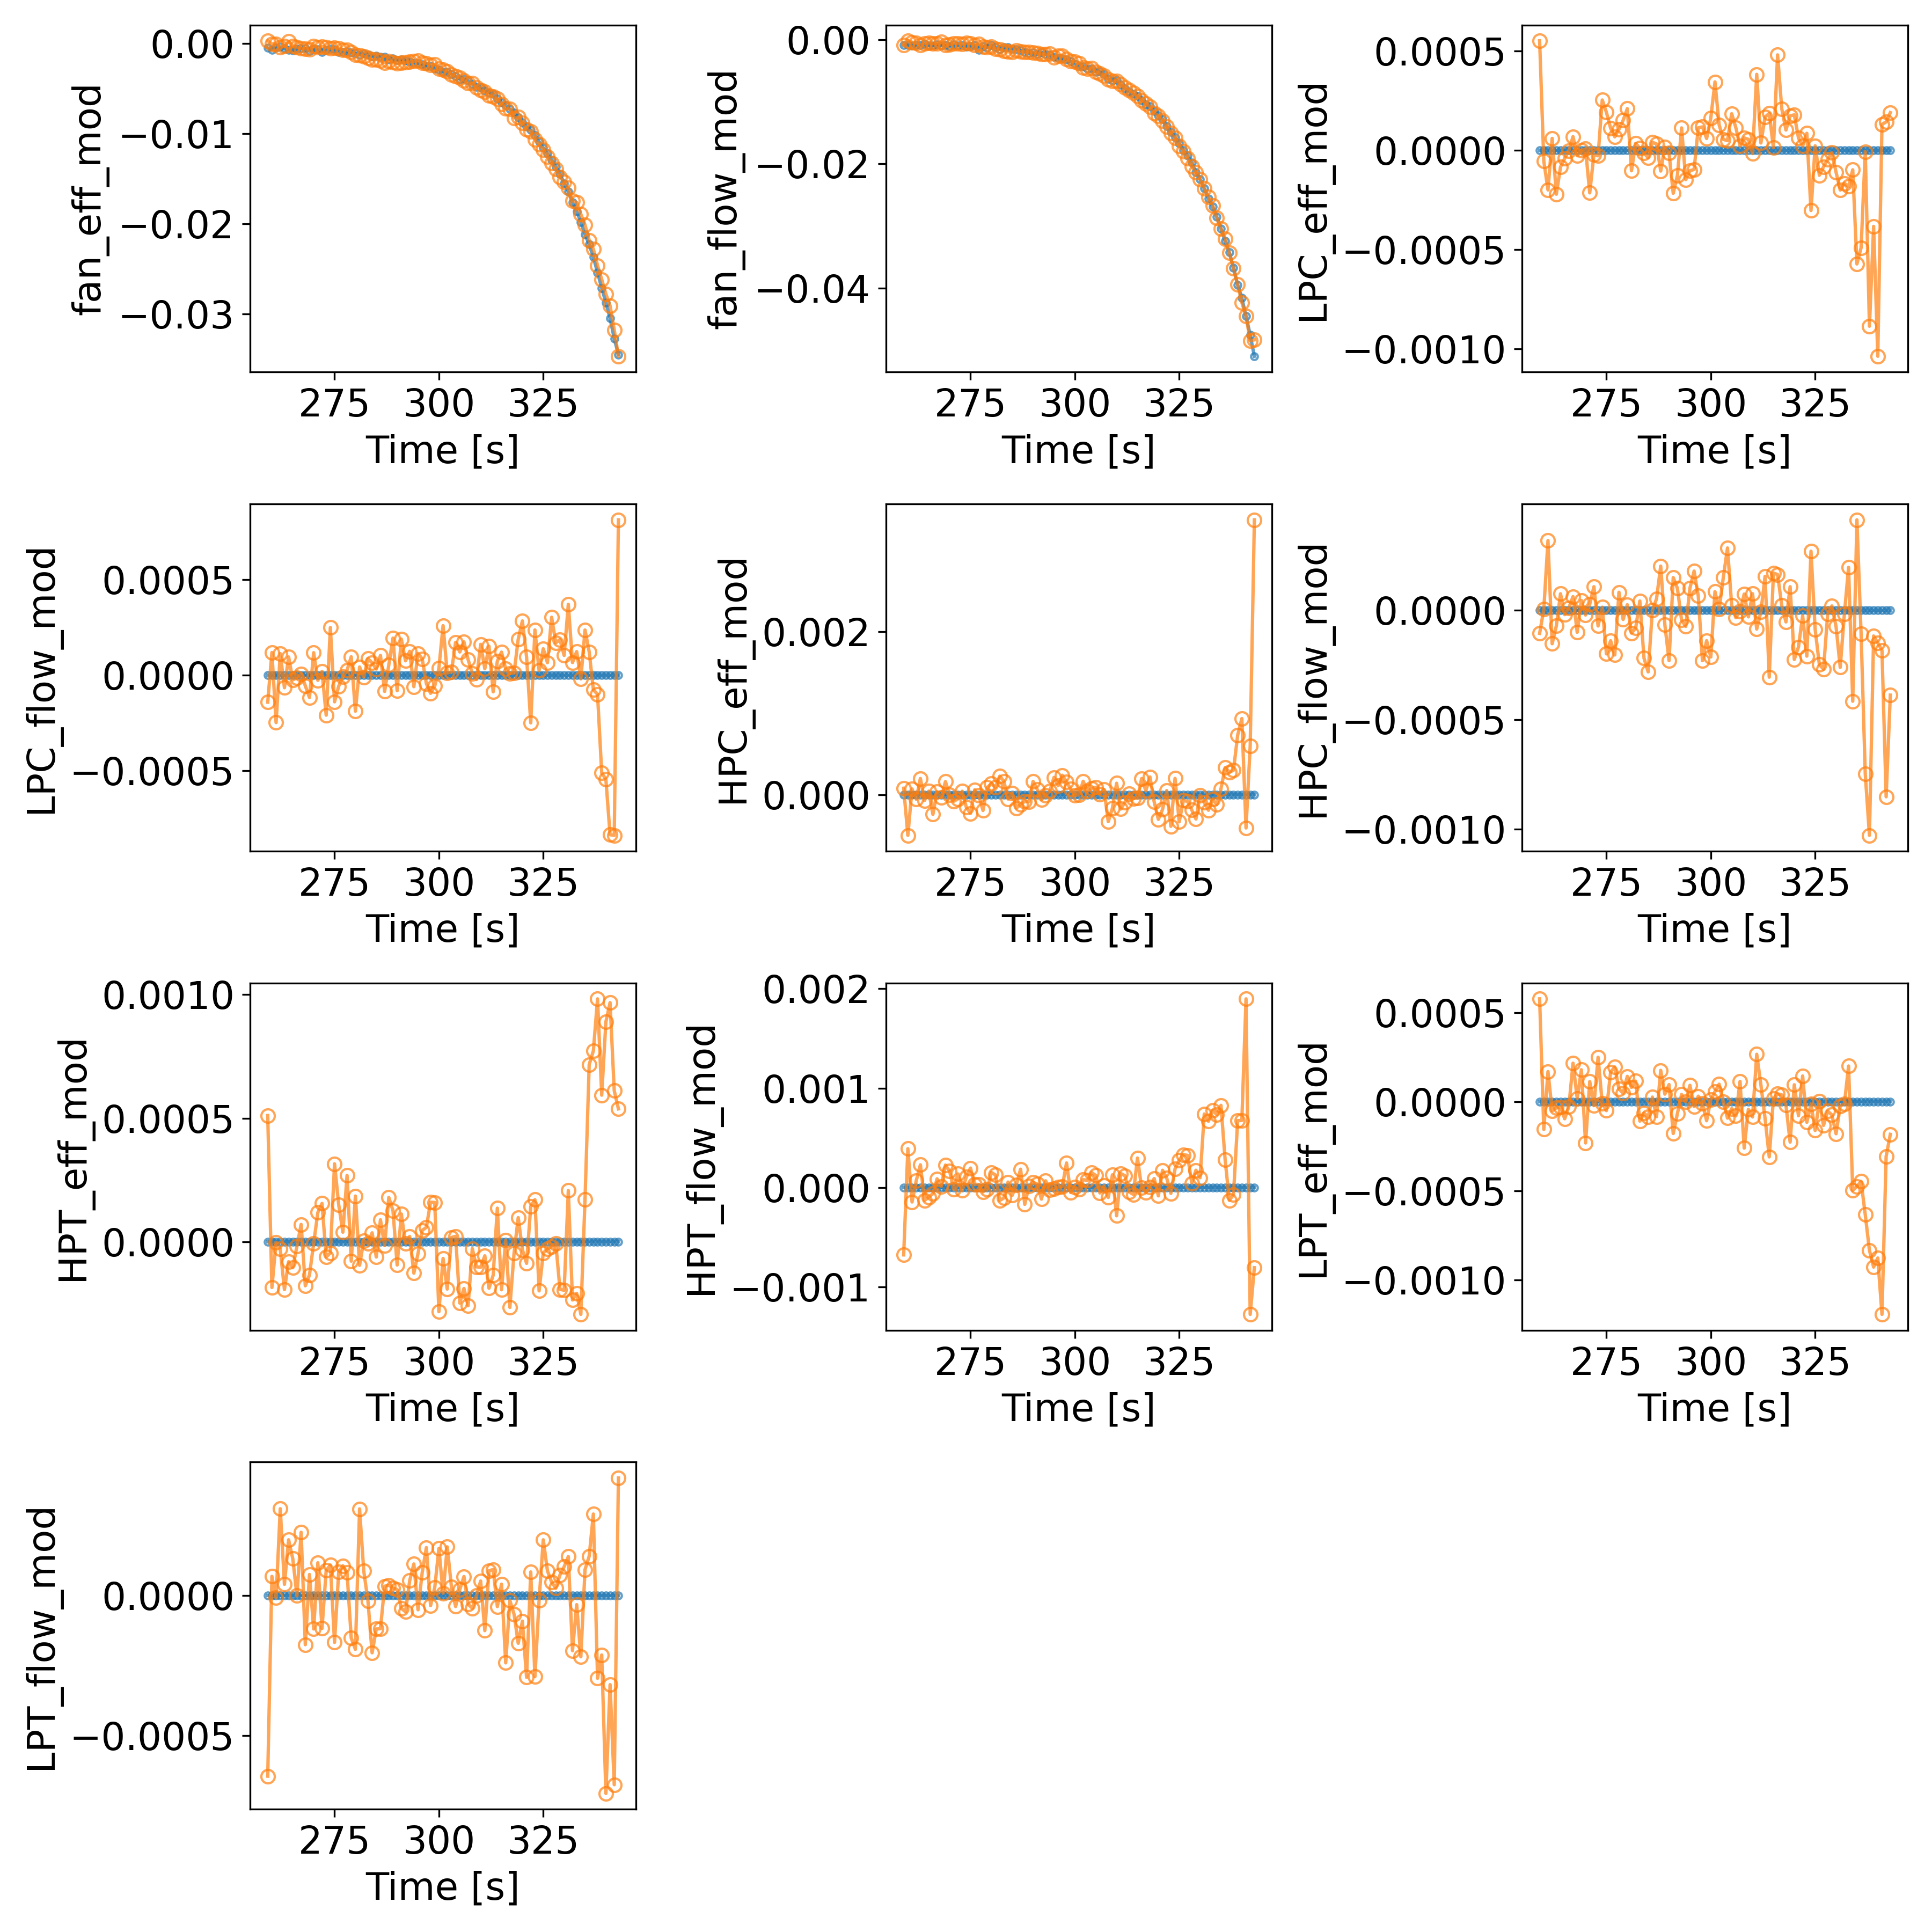 0.00
−0.01
−0.02
−0.03
fan_eff_mod
275 300 325
Time [s]
0.00
−0.02
−0.04
fan_flow_mod
275 300 325
Time [s]
0.0005
0.0000
−0.0005
−0.0010
LPC_eff_mod
275 300 325
Time [s]
0.0005
0.0000
−0.0005
LPC_flow_mod
275 300 325
Time [s]
0.002
0.000
HPC_eff_mod
275 300 325
Time [s]
0.0000
−0.0005
−0.0010
HPC_flow_mod
275 300 325
Time [s]
0.0010
0.0005
0.0000
HPT_eff_mod
275 300 325
Time [s]
0.002
0.001
0.000
−0.001
HPT_flow_mod
275 300 325
Time [s]
0.0005
0.0000
−0.0005
−0.0010
LPT_eff_mod
275 300 325
Time [s]
0.0000
−0.0005
LPT_flow_mod
275 300 325
Time [s]